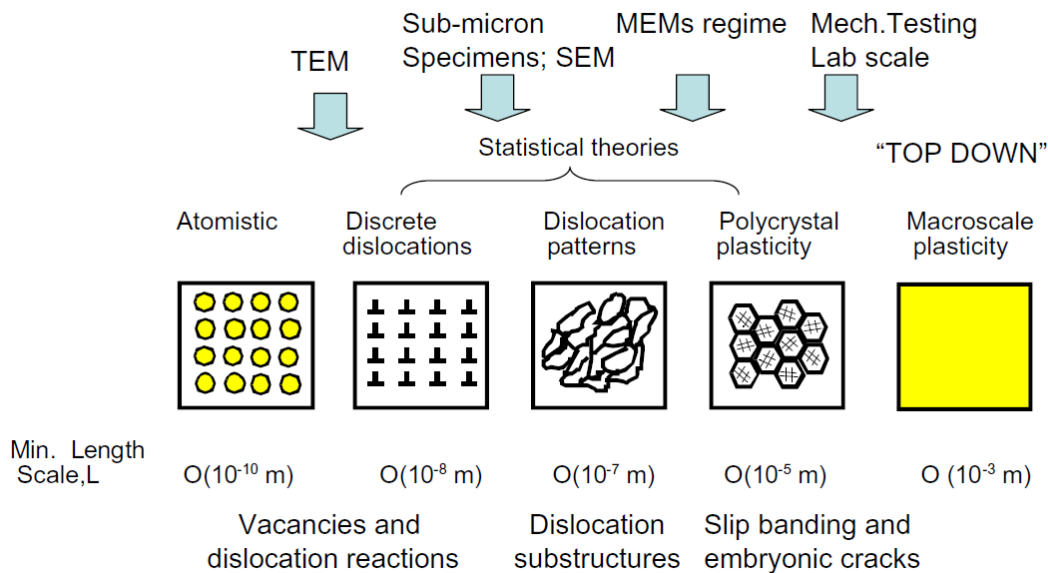 TEM
Sub-micron
Specimens; SEM
MEMs regime
Mech.Testing
Lab scale
Statistical theories
“TOP DOWN”
Atomistic
Discrete
dislocations
Dislocation
patterns
Polycrystal
plasticity
Macroscale
plasticity
Min. Length
Scale,L
O(10⁻¹⁰ m)
O(10⁻⁸ m)
O(10⁻⁷ m)
O(10⁻⁵ m)
O (10⁻³ m)
Vacancies and
dislocation reactions
Dislocation
substructures
Slip banding and
embryonic cracks